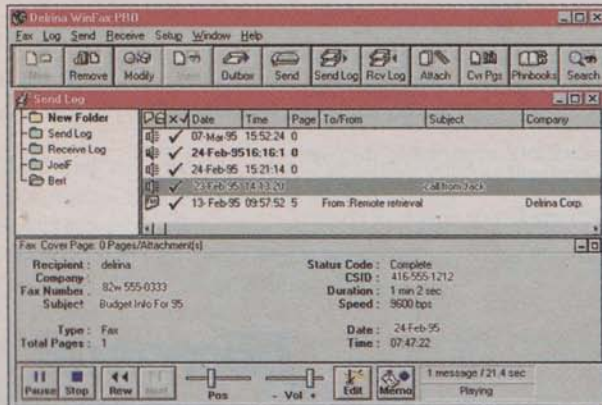 Delrina WinFax PRO
Fax Log Send Receive Setup Window Help
Remove Modify Outbox Send Send Log Rcv Log Attach Cvr Pgs Phnbooks Search
Send Log
New Folder
Send Log
Receive Log
JoelF
Bert
Date Time Page To/From Subject Company
07-Mar-95 15:52:24 0
24-Feb-95 16:16:1 0
24-Feb-95 15:21:14 0
23-Feb-95 14:13:20 call from Jack
13-Feb-95 09:57:52 5 From :Remote retrieval Delrina Corp.
Fax Cover Page: 0 Pages/Attachment(s)
Recipient : delrina
Company :
Fax Number : 82w 555-0333
Subject Budget Info For 95
Type : Fax
Total Pages : 1
Status Code : Complete
CSID : 416-555-1212
Duration : 1 min 2 sec
Speed : 9600 bps
Date : 24-Feb-95
Time : 07:47:22
Pause Stop Rew Pos - Vol + Edit Memo
1 message / 21.4 sec
Playing